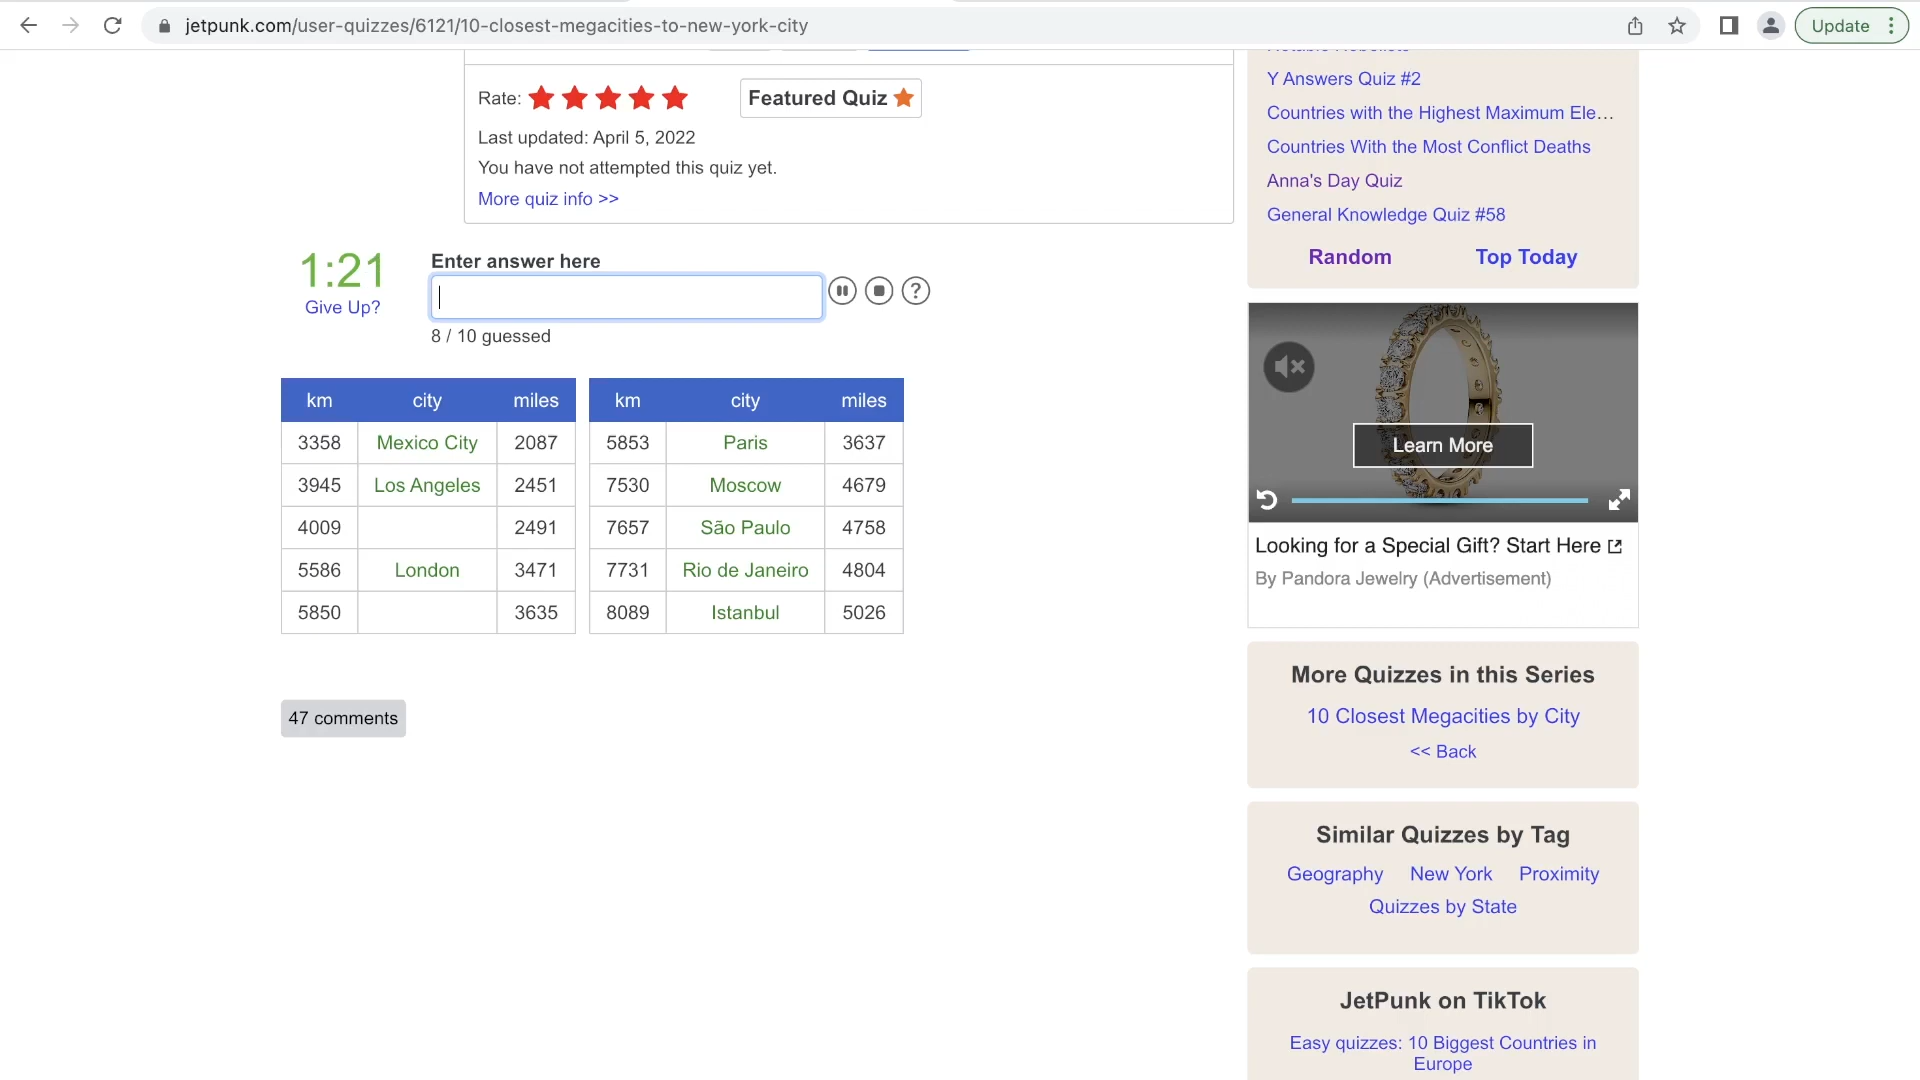 jetpunk.com/user-quizzes/6121/10-closest-megacities-to-new-york-city
Update
Rate:
Featured Quiz
Last updated: April 5, 2022
You have not attempted this quiz yet.
More quiz info >>
1:21
Give Up?
Enter answer here
8 / 10 guessed
km city miles
3358 Mexico City 2087
3945 Los Angeles 2451
4009 2491
5586 London 3471
5850 3635
km city miles
5853 Paris 3637
7530 Moscow 4679
7657 São Paulo 4758
7731 Rio de Janeiro 4804
8089 Istanbul 5026
47 comments
Y Answers Quiz #2
Countries with the Highest Maximum Ele...
Countries With the Most Conflict Deaths
Anna's Day Quiz
General Knowledge Quiz #58
Random Top Today
Learn More
Looking for a Special Gift? Start Here
By Pandora Jewelry (Advertisement)
More Quizzes in this Series
10 Closest Megacities by City
<< Back
Similar Quizzes by Tag
Geography New York Proximity
Quizzes by State
JetPunk on TikTok
Easy quizzes: 10 Biggest Countries in
Europe